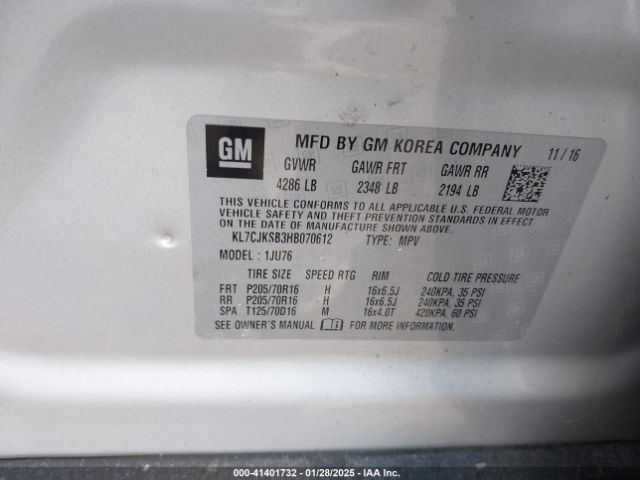 GM MFD BY GM KOREA COMPANY 11/16
GVWR GAWR FRT GAWR RR
4286 LB 2348 LB 2194 LB
THIS VEHICLE CONFORMS TO ALL APPLICABLE U.S. FEDERAL MOTOR
VEHICLE SAFETY AND THEFT PREVENTION STANDARDS IN EFFECT
ON THE DATE OF MANUFACTURE SHOWN ABOVE.
KL7CJKSB3HB070612 TYPE: MPV
MODEL: 1JU76
TIRE SIZE SPEED RTG RIM COLD TIRE PRESSURE
FRT P205/70R16 H 16x6.5J 240KPA, 35 PSI
RR P205/70R16 H 16x6.5J 240KPA, 35 PSI
SPA T125/70D16 M 16x4.0T 420KPA, 60 PSI
SEE OWNER'S MANUAL FOR MORE INFORMATION.
000-41401732 - 01/28/2025 - IAA Inc.